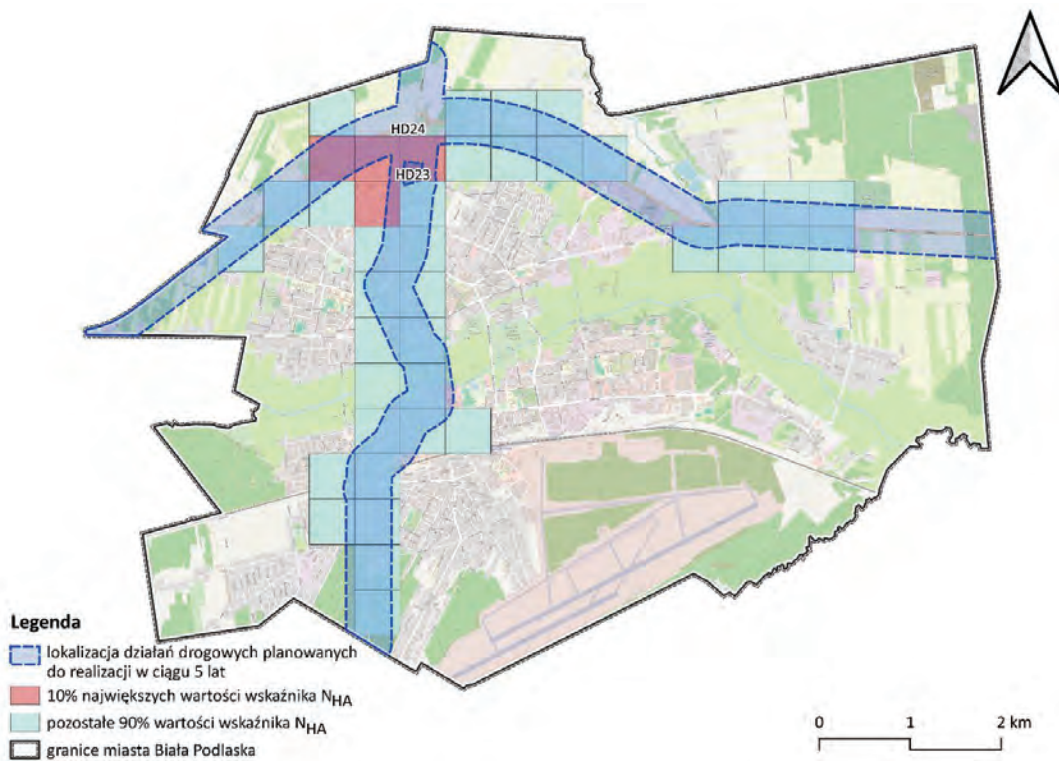 HD24
HD23
Legenda
lokalizacja działań drogowych planowanych
do realizacji w ciągu 5 lat
10% największych wartości wskaźnika NHA
pozostałe 90% wartości wskaźnika NHA
granice miasta Biała Podlaska
0 1 2 km